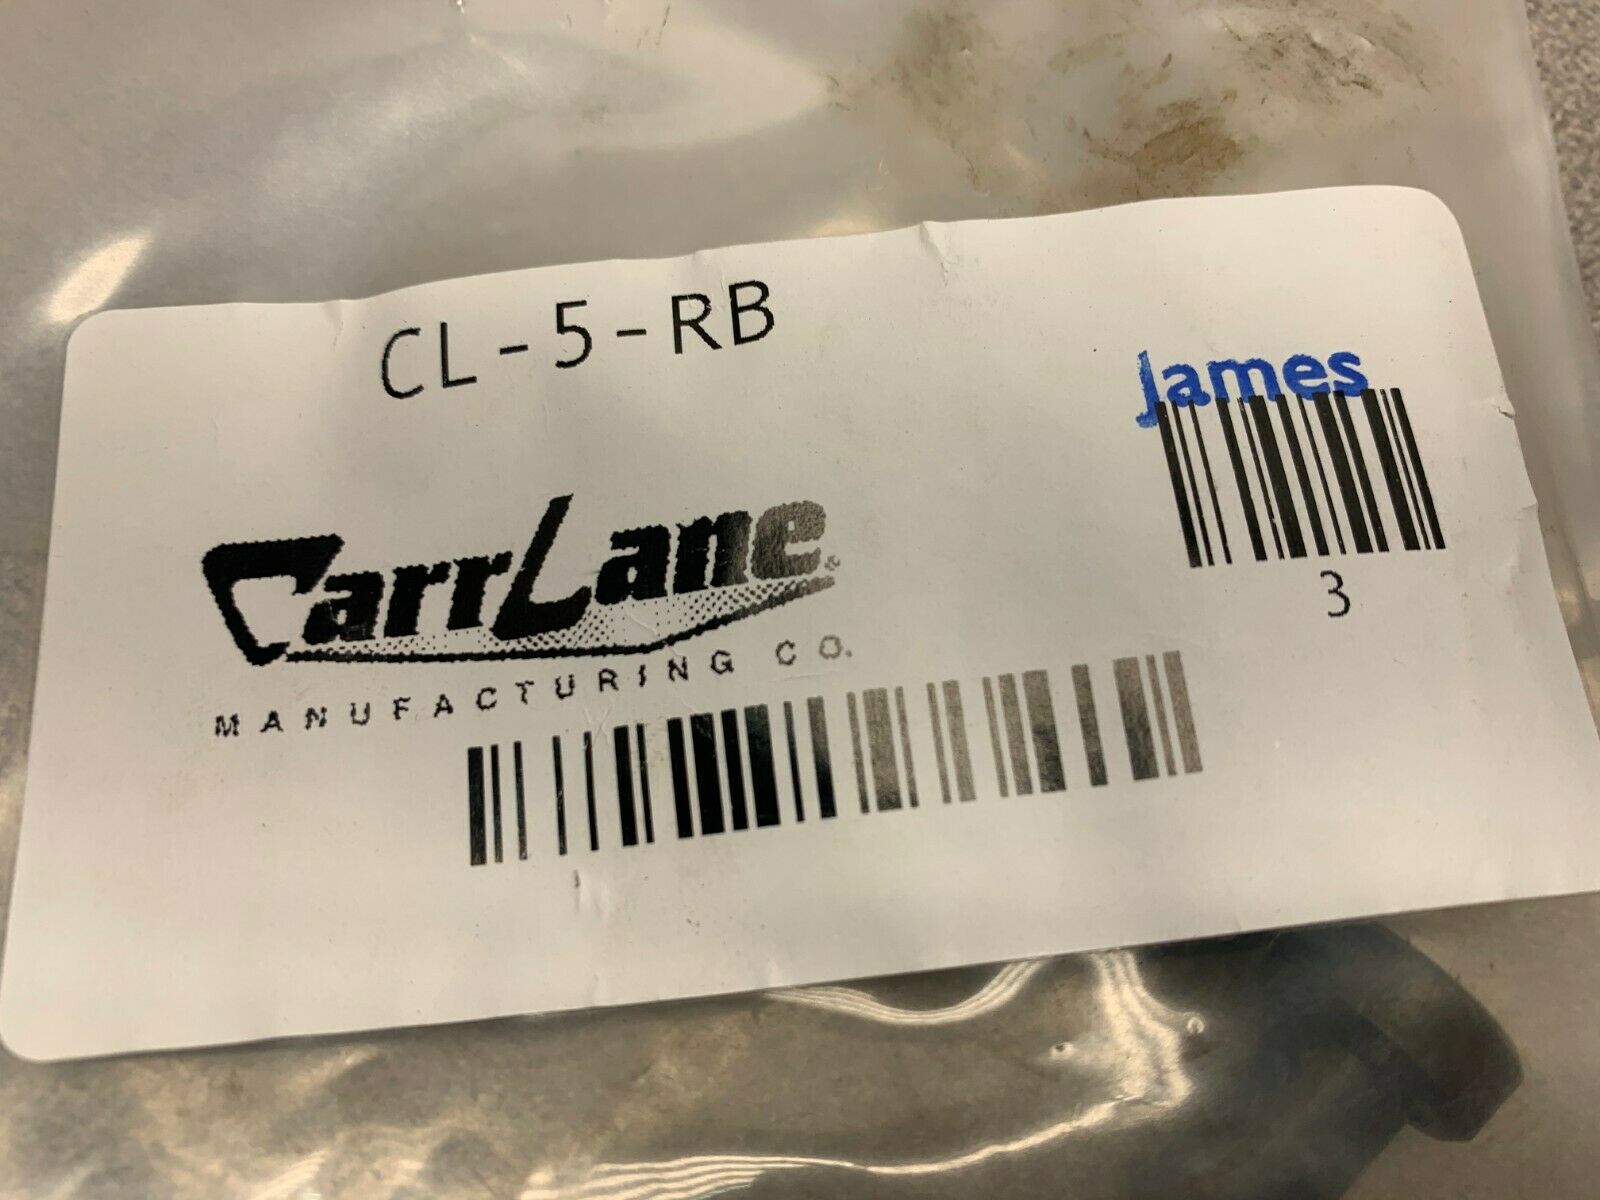 CL-5-RB
James
3
CarrLane
MANUFACTURING CO.